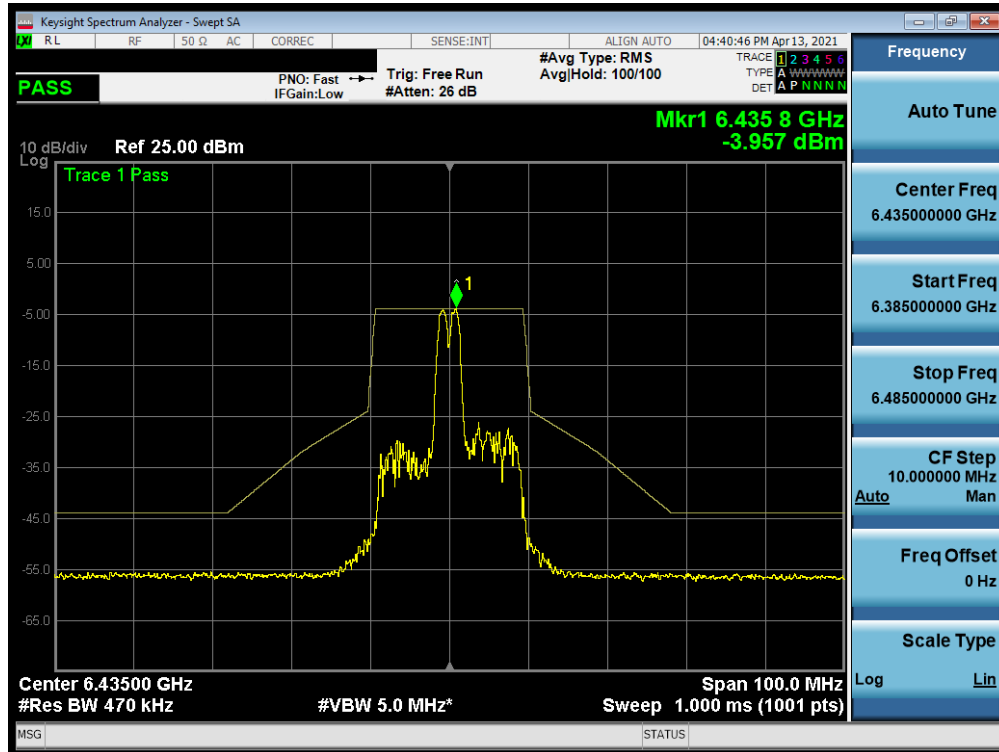 Keysight Spectrum Analyzer - Swept SA
LXI RL RF 50 Ω AC CORREC SENSE:INT ALIGN AUTO 04:40:46 PM Apr 13, 2021
Frequency
PASS
PNO: Fast
IFGain:Low
Trig: Free Run
#Atten: 26 dB
#Avg Type: RMS
Avg|Hold: 100/100
TRACE 1 2 3 4 5 6
TYPE A WWWWW
DET A P N N N N
Mkr1 6.435 8 GHz
-3.957 dBm
10 dB/div Ref 25.00 dBm
Log
Trace 1 Pass
15.0
5.00
-5.00
-15.0
-25.0
-35.0
-45.0
-55.0
-65.0
1
Center 6.43500 GHz
Span 100.0 MHz
#Res BW 470 kHz
#VBW 5.0 MHz*
Sweep 1.000 ms (1001 pts)
MSG
STATUS
Auto Tune
Center Freq
6.435000000 GHz
Start Freq
6.385000000 GHz
Stop Freq
6.485000000 GHz
CF Step
10.000000 MHz
Auto Man
Freq Offset
0 Hz
Scale Type
Log Lin